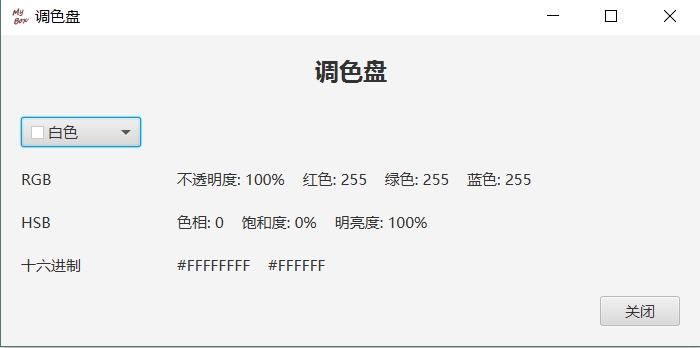 My Box 调色盘
调色盘
白色
RGB 不透明度: 100% 红色: 255 绿色: 255 蓝色: 255
HSB 色相: 0 饱和度: 0% 明亮度: 100%
十六进制 #FFFFFFFF #FFFFFF
关闭